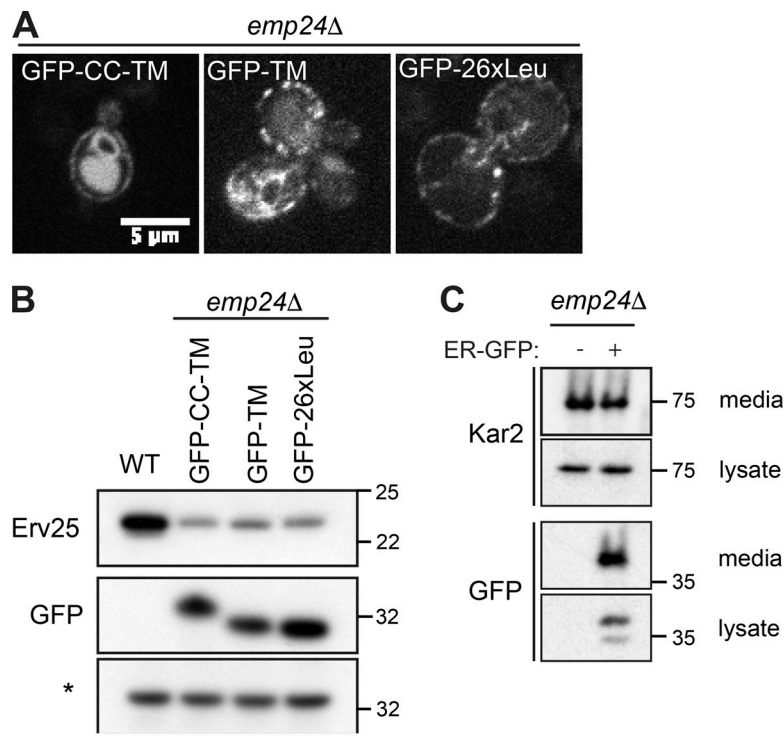 A
emp24Δ
GFP-CC-TM
GFP-TM
GFP-26xLeu
5 μm
B
emp24Δ
WT
GFP-CC-TM
GFP-TM
GFP-26xLeu
Erv25
25
22
GFP
32
*
32
C
emp24Δ
ER-GFP: - +
Kar2
75 media
75 lysate
GFP
35 media
35 lysate